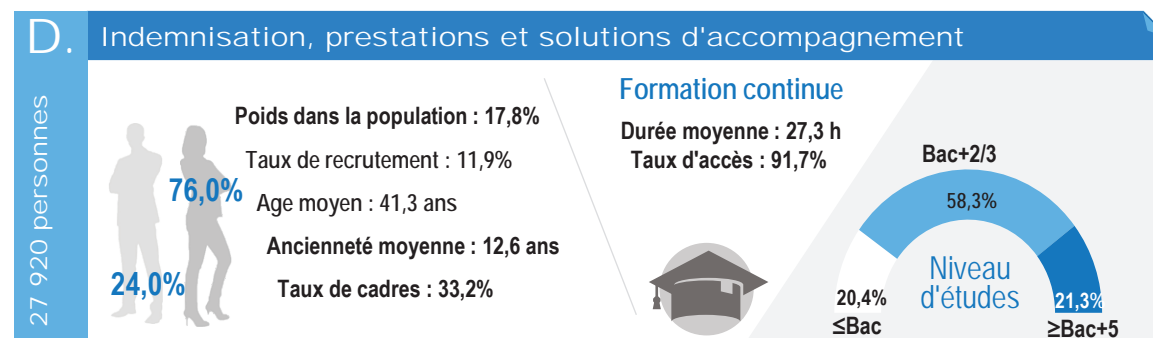 D.
Indemnisation, prestations et solutions d'accompagnement
27 920 personnes
Poids dans la population : 17,8%
Taux de recrutement : 11,9%
76,0%
Age moyen : 41,3 ans
Ancienneté moyenne : 12,6 ans
24,0%
Taux de cadres : 33,2%
Formation continue
Durée moyenne : 27,3 h
Taux d'accès : 91,7%
Bac+2/3
58,3%
Niveau
d'études
20,4%
≤Bac
21,3%
≥Bac+5